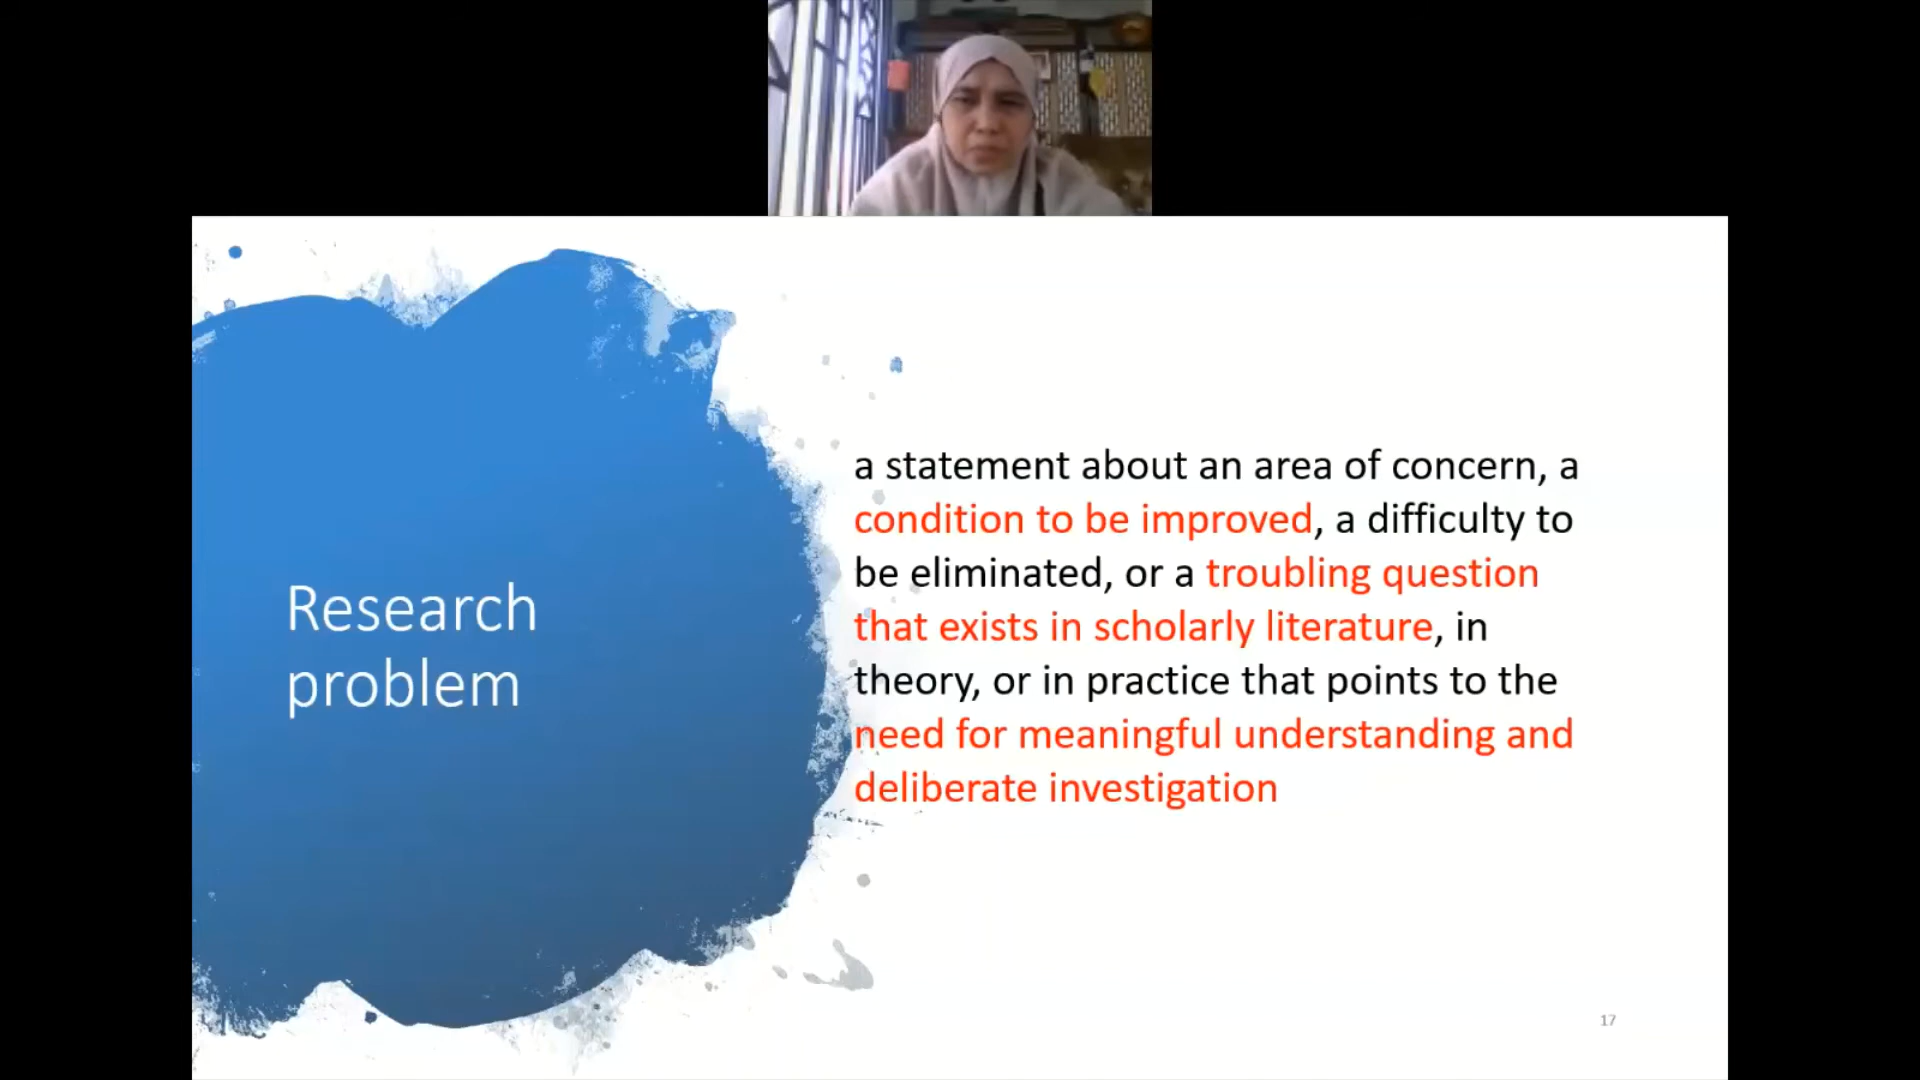 Research
problem
a statement about an area of concern, a
condition to be improved, a difficulty to
be eliminated, or a troubling question
that exists in scholarly literature, in
theory, or in practice that points to the
need for meaningful understanding and
deliberate investigation
17